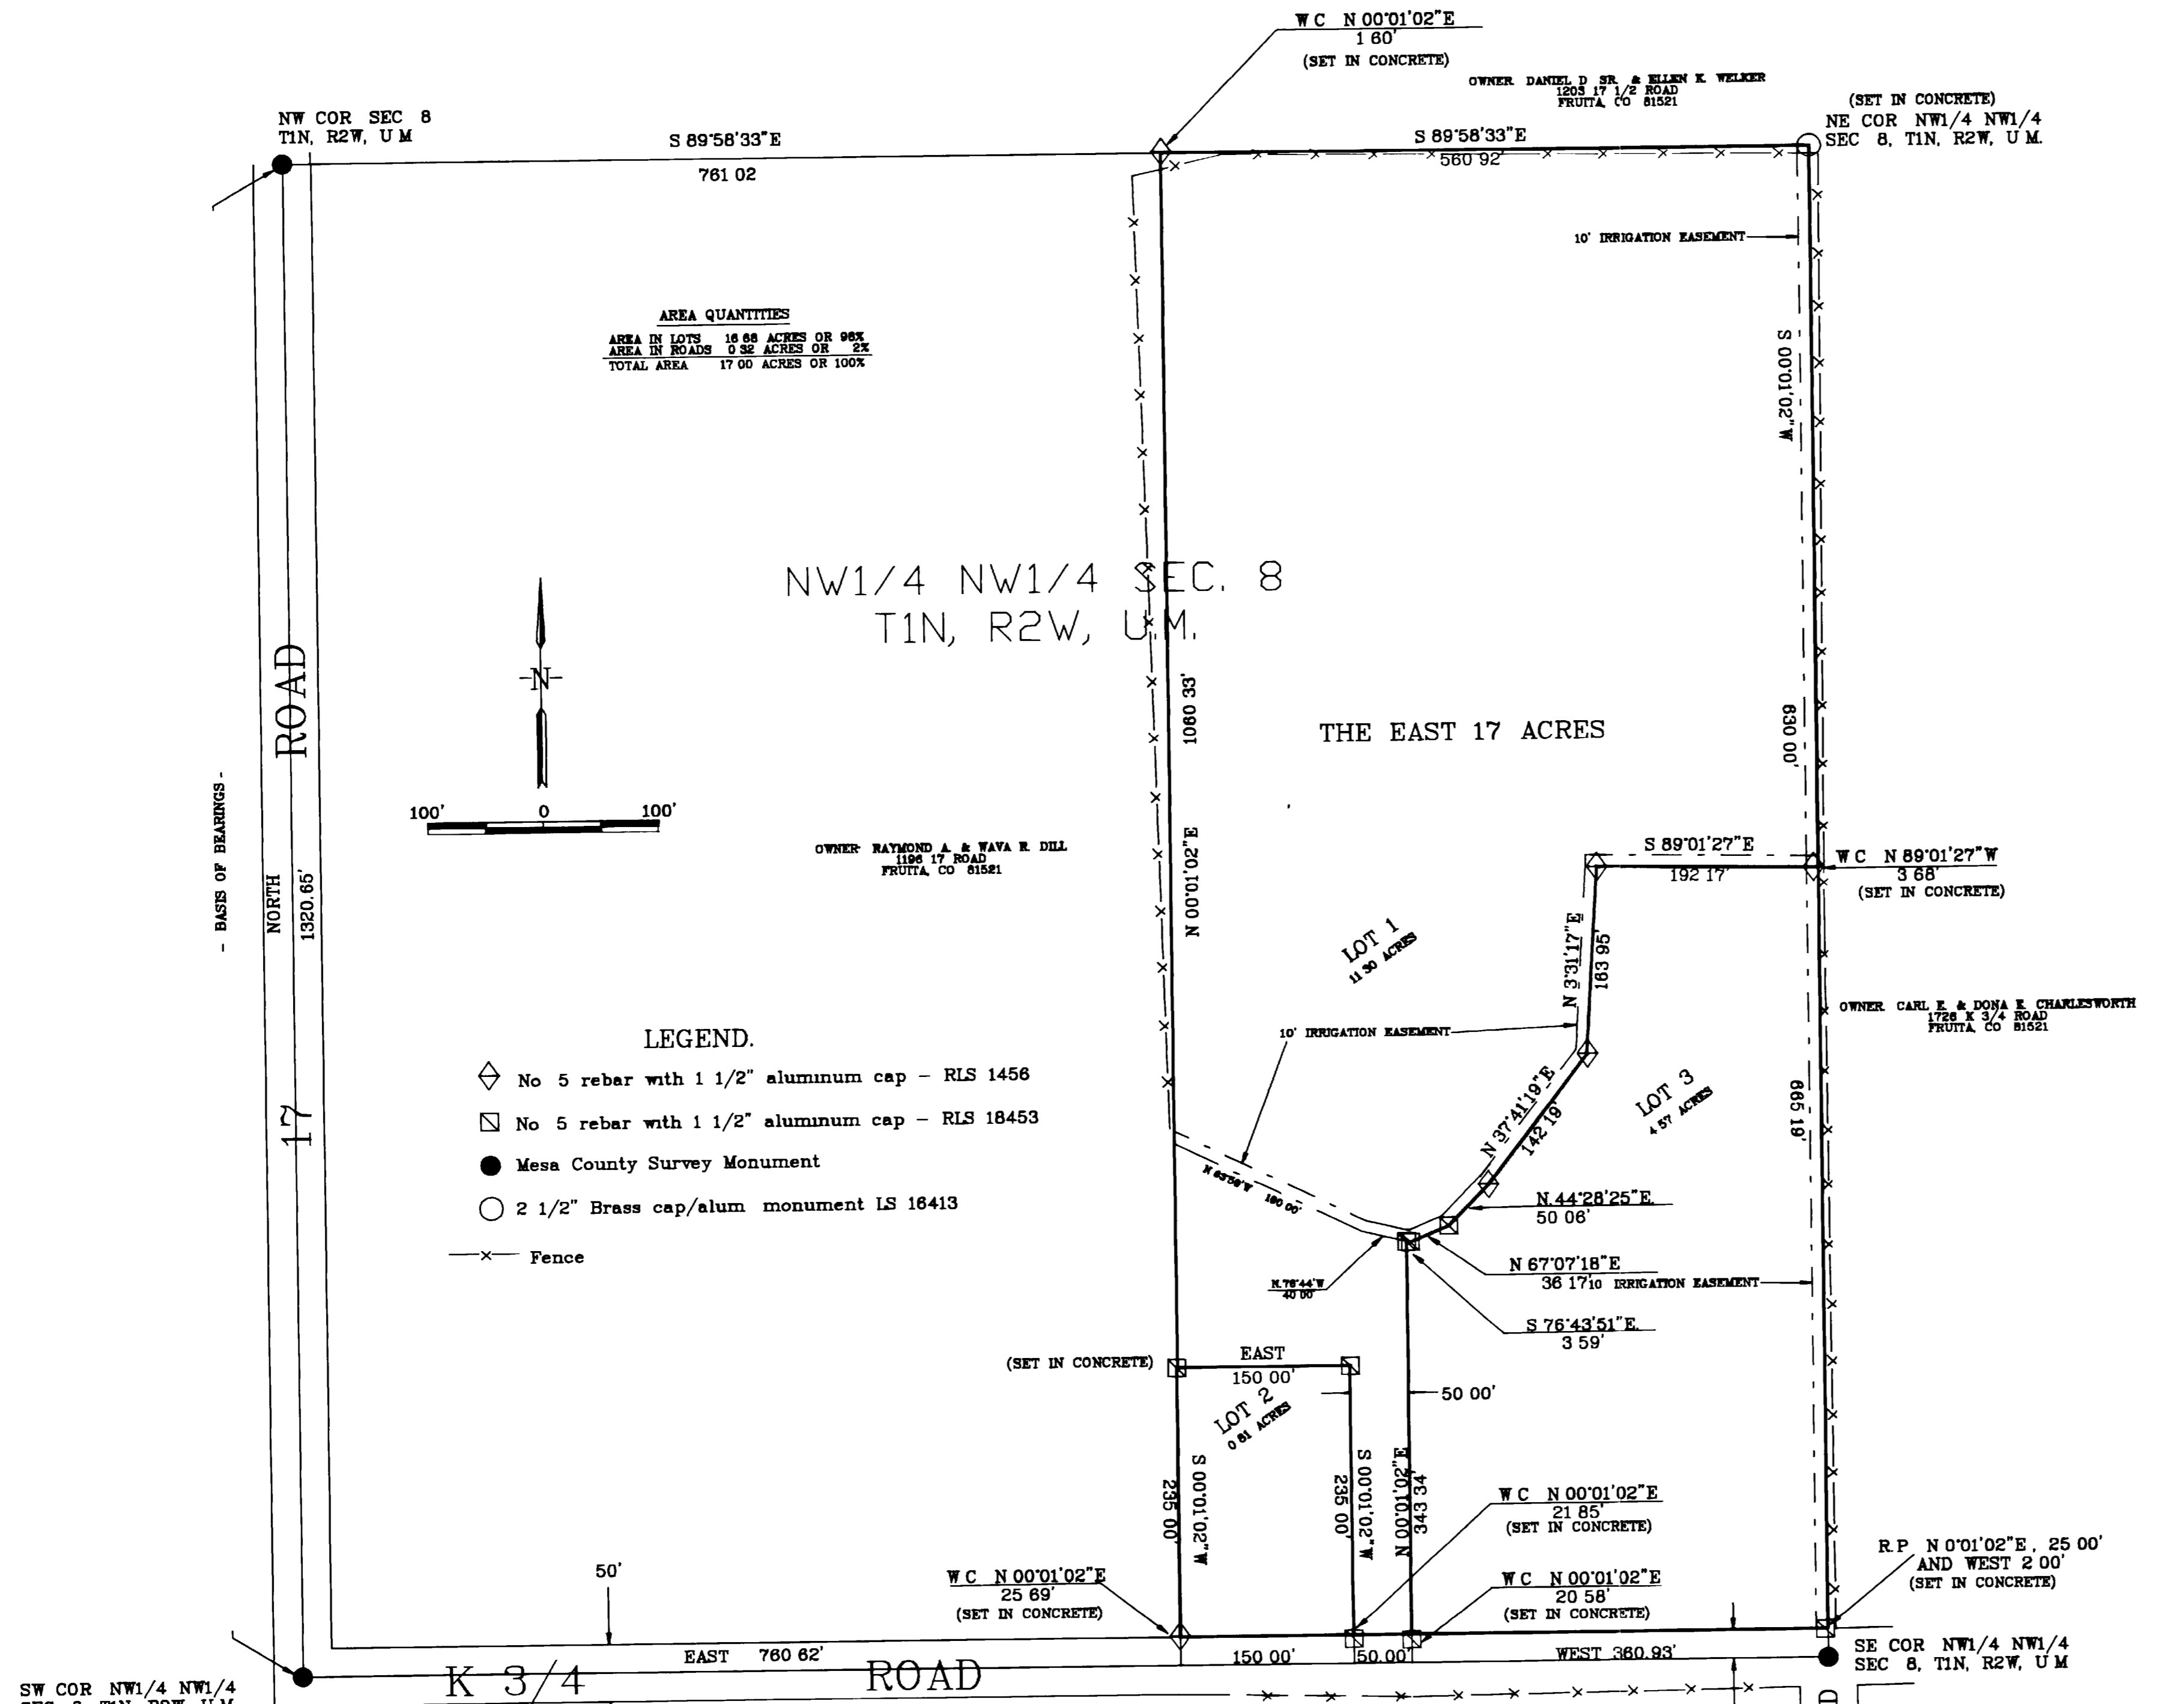 W C N 00°01'02"E
1 60'
(SET IN CONCRETE)
OWNER DANIEL D SR & ELLEN K WELKER
1203 17 1/2 ROAD
FRUITA, CO 81521
(SET IN CONCRETE)
NE COR NW1/4 NW1/4
SEC 8, T1N, R2W, U M.
NW COR SEC 8
T1N, R2W, U M
S 89°58'33"E
761 02
S 89°58'33"E
560 92'
10' IRRIGATION EASEMENT
AREA QUANTITIES
AREA IN LOTS 16 68 ACRES OR 98%
AREA IN ROADS 0 32 ACRES OR 2%
TOTAL AREA 17 00 ACRES OR 100%
S 00°01'02"W
630 00'
NW1/4 NW1/4 SEC. 8
T1N, R2W, U.M.
-N-
1060 33'
N 00°01'02"E
THE EAST 17 ACRES
100' 0 100'
OWNER RAYMOND A. & WAVA R. DILL
1196 17 ROAD
FRUITA, CO 81521
- BASIS OF BEARINGS -
NORTH
1320.65'
17 ROAD
S 89°01'27"E
192 17'
W C N 89°01'27"W
3 68'
(SET IN CONCRETE)
LOT 1
11 30 ACRES
N 3°31'17"E
163 95'
OWNER CARL E. & DONA K. CHARLESWORTH
1726 K 3/4 ROAD
FRUITA, CO 81521
10' IRRIGATION EASEMENT
LEGEND.
No 5 rebar with 1 1/2" aluminum cap – RLS 1456
No 5 rebar with 1 1/2" aluminum cap – RLS 18453
Mesa County Survey Monument
2 1/2" Brass cap/alum monument LS 16413
Fence
N 37°41'19"E
142 19'
LOT 3
4 57 ACRES
665 19'
N 63°59'W 190 00'
N.44°28'25"E.
50 06'
N 67°07'18"E
36 17'
10 IRRIGATION EASEMENT
N.76°44'W
40 00'
S 76°43'51"E.
3 59'
(SET IN CONCRETE)
EAST
150 00'
LOT 2
0 81 ACRES
50 00'
235 00'
S 00°01'02"W
235 00'
S 00°01'02"W
N 00°01'02"E
343 34'
W C N 00°01'02"E
21 85'
(SET IN CONCRETE)
W C N 00°01'02"E
25 69'
(SET IN CONCRETE)
W C N 00°01'02"E
20 58'
(SET IN CONCRETE)
R.P N 0°01'02"E, 25 00'
AND WEST 2 00'
(SET IN CONCRETE)
50'
EAST 760 62'
150 00'
50.00'
WEST 360.93'
K 3/4 ROAD
SE COR NW1/4 NW1/4
SEC 8, T1N, R2W, U M
SW COR NW1/4 NW1/4
SEC 8, T1N, R2W, U M
D